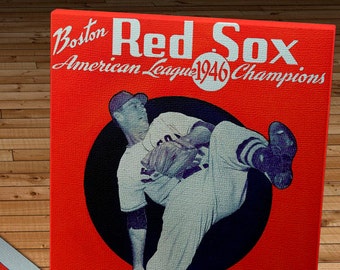 Boston Red Sox
American League 1946 Champions